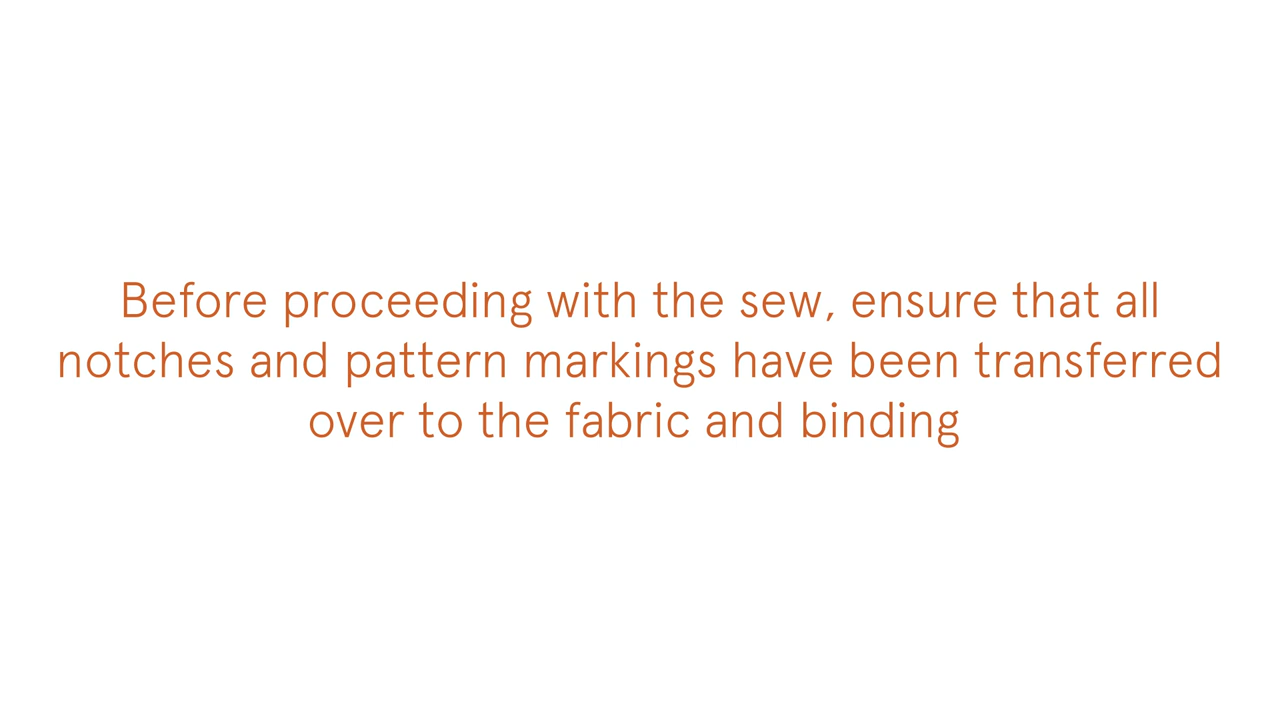 Before proceeding with the sew, ensure that all
notches and pattern markings have been transferred
over to the fabric and binding